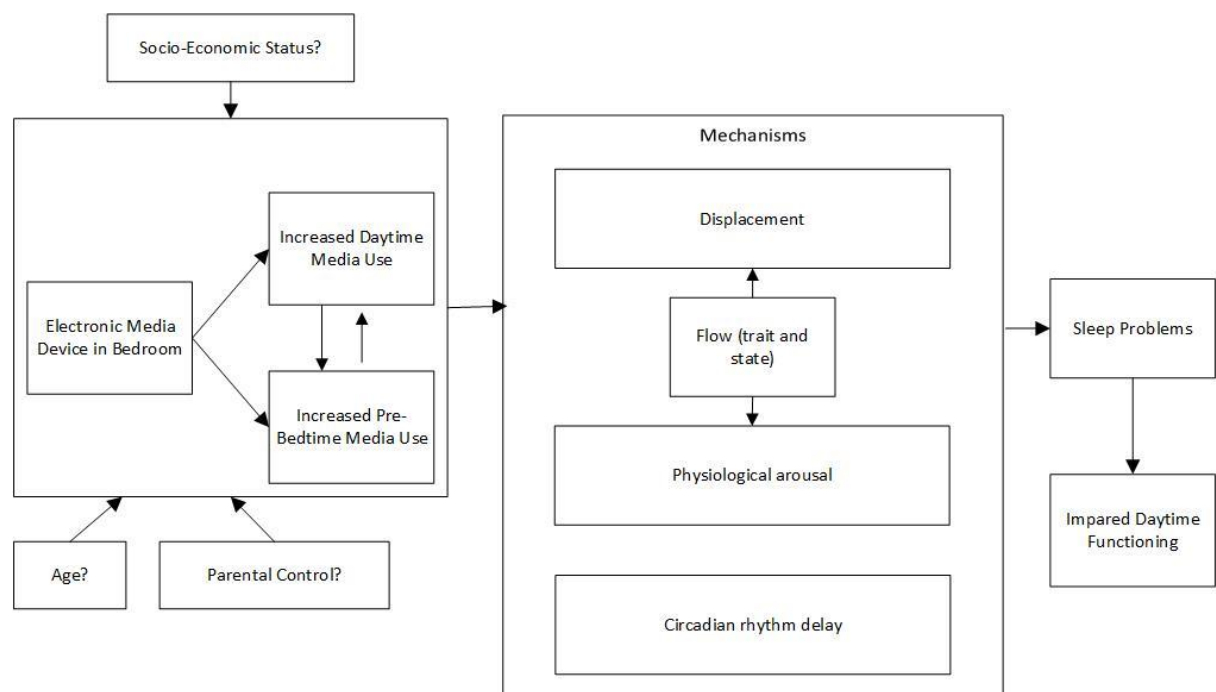 Socio-Economic Status?
Electronic Media
Device in Bedroom
Increased Daytime
Media Use
Increased Pre-
Bedtime Media Use
Age?
Parental Control?
Mechanisms
Displacement
Flow (trait and
state)
Physiological arousal
Circadian rhythm delay
Sleep Problems
Impared Daytime
Functioning